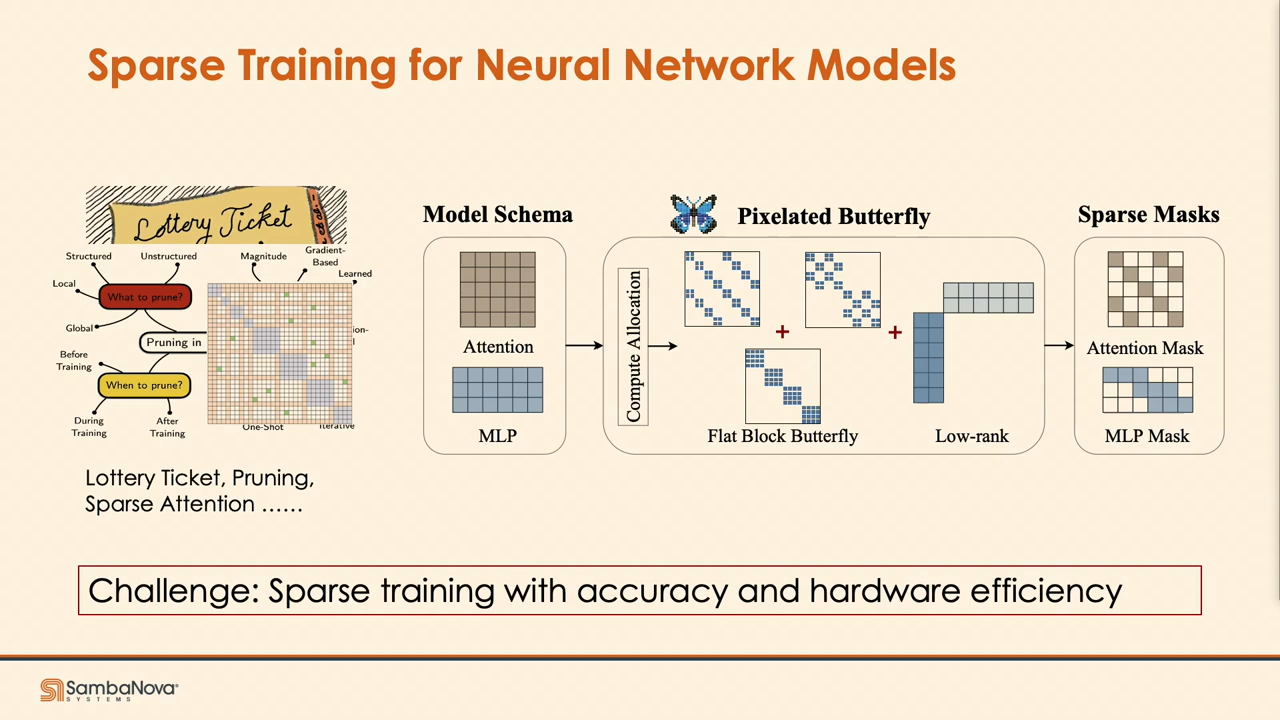 Sparse Training for Neural Network Models
Lottery Ticket
Structured
Unstructured
Magnitude
Gradient-
Based
Learned
Local
What to prune?
Global
Pruning in
Before
Training
When to prune?
During
Training
After
Training
One-Shot
Iterative
Lottery Ticket, Pruning,
Sparse Attention ……
Model Schema
Attention
MLP
Pixelated Butterfly
Compute Allocation
+
+
Flat Block Butterfly
Low-rank
Sparse Masks
Attention Mask
MLP Mask
Challenge: Sparse training with accuracy and hardware efficiency
SambaNova
SYSTEMS